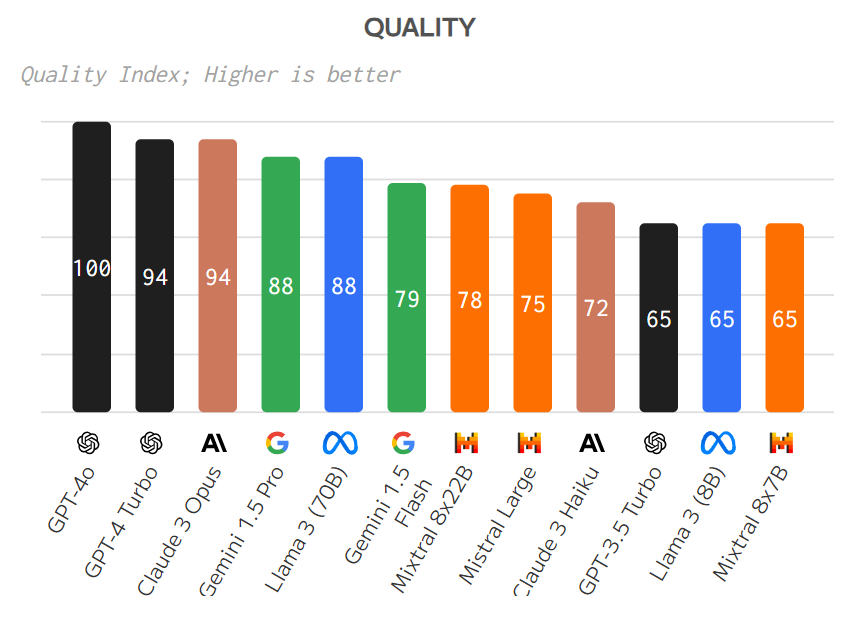 QUALITY
Quality Index; Higher is better
100
94
94
88
88
79
78
75
72
65
65
65
GPT-4o
GPT-4 Turbo
Claude 3 Opus
Gemini 1.5 Pro
Llama 3 (70B)
Gemini 1.5
Flash
Mixtral 8x22B
Mistral Large
Claude 3 Haiku
GPT-3.5 Turbo
Llama 3 (8B)
Mixtral 8x7B